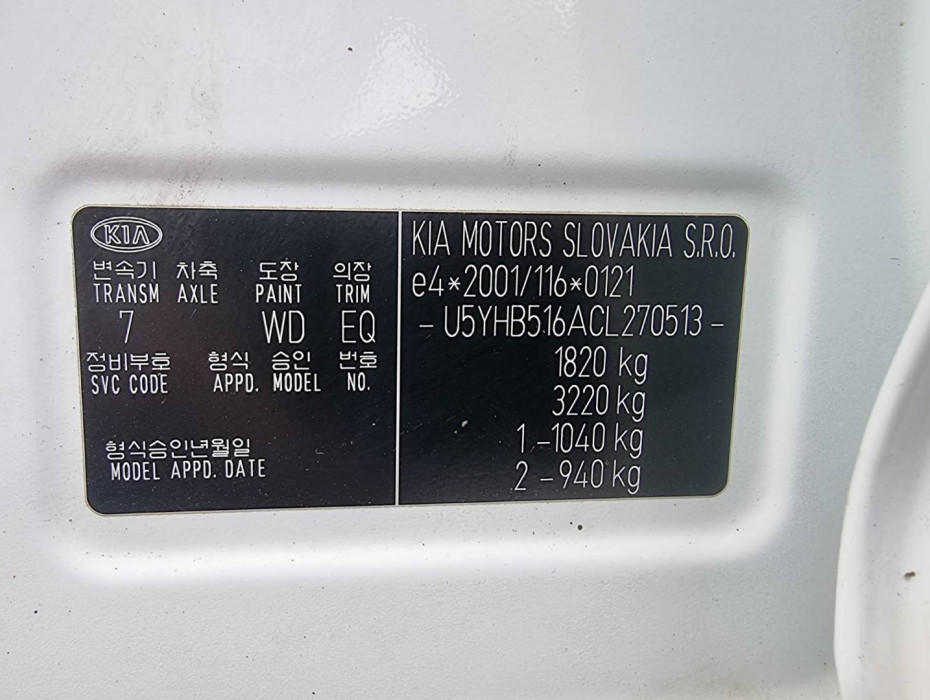 KIA
변속기 차축 도장 의장
TRANSM AXLE PAINT TRIM
7 WD EQ
정비부호 형식 승인 번호
SVC CODE APPD. MODEL NO.
형식승인년월일
MODEL APPD. DATE
KIA MOTORS SLOVAKIA S.R.O.
e4*2001/116*0121
- U5YHB516ACL270513 -
1820 kg
3220 kg
1 -1040 kg
2 -940 kg